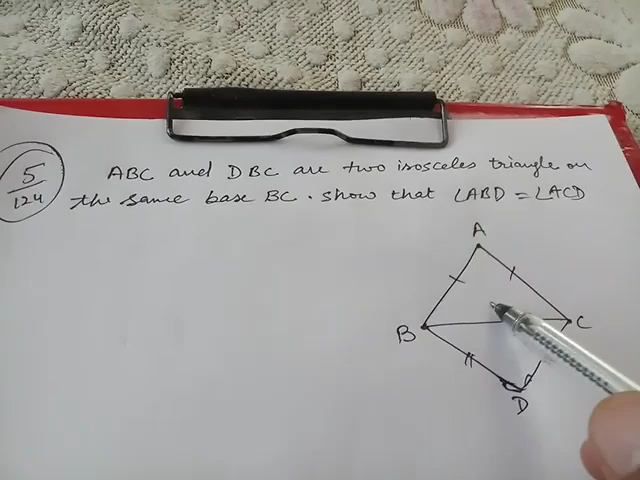 5
124
ABC and DBC are two isosceles triangle on
the same base BC. show that ∠ABD = ∠ACD
A
B
C
D